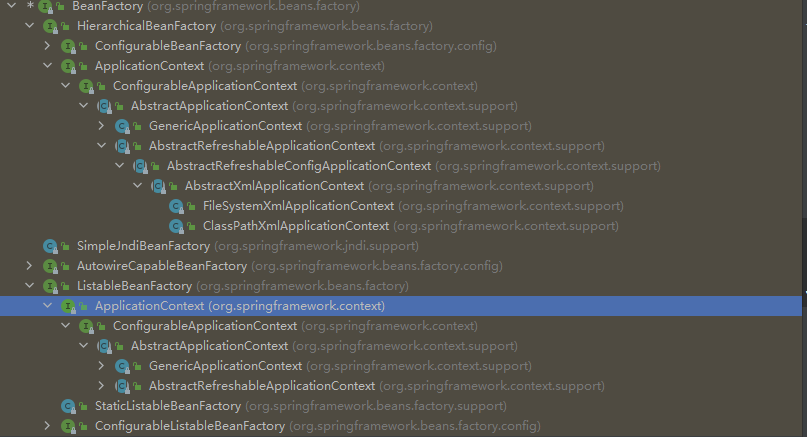 * BeanFactory (org.springframework.beans.factory)
HierarchicalBeanFactory (org.springframework.beans.factory)
ConfigurableBeanFactory (org.springframework.beans.factory.config)
ApplicationContext (org.springframework.context)
ConfigurableApplicationContext (org.springframework.context)
AbstractApplicationContext (org.springframework.context.support)
GenericApplicationContext (org.springframework.context.support)
AbstractRefreshableApplicationContext (org.springframework.context.support)
AbstractRefreshableConfigApplicationContext (org.springframework.context.support)
AbstractXmlApplicationContext (org.springframework.context.support)
FileSystemXmlApplicationContext (org.springframework.context.support)
ClassPathXmlApplicationContext (org.springframework.context.support)
SimpleJndiBeanFactory (org.springframework.jndi.support)
AutowireCapableBeanFactory (org.springframework.beans.factory.config)
ListableBeanFactory (org.springframework.beans.factory)
ApplicationContext (org.springframework.context)
ConfigurableApplicationContext (org.springframework.context)
AbstractApplicationContext (org.springframework.context.support)
GenericApplicationContext (org.springframework.context.support)
AbstractRefreshableApplicationContext (org.springframework.context.support)
StaticListableBeanFactory (org.springframework.beans.factory.support)
ConfigurableListableBeanFactory (org.springframework.beans.factory.config)